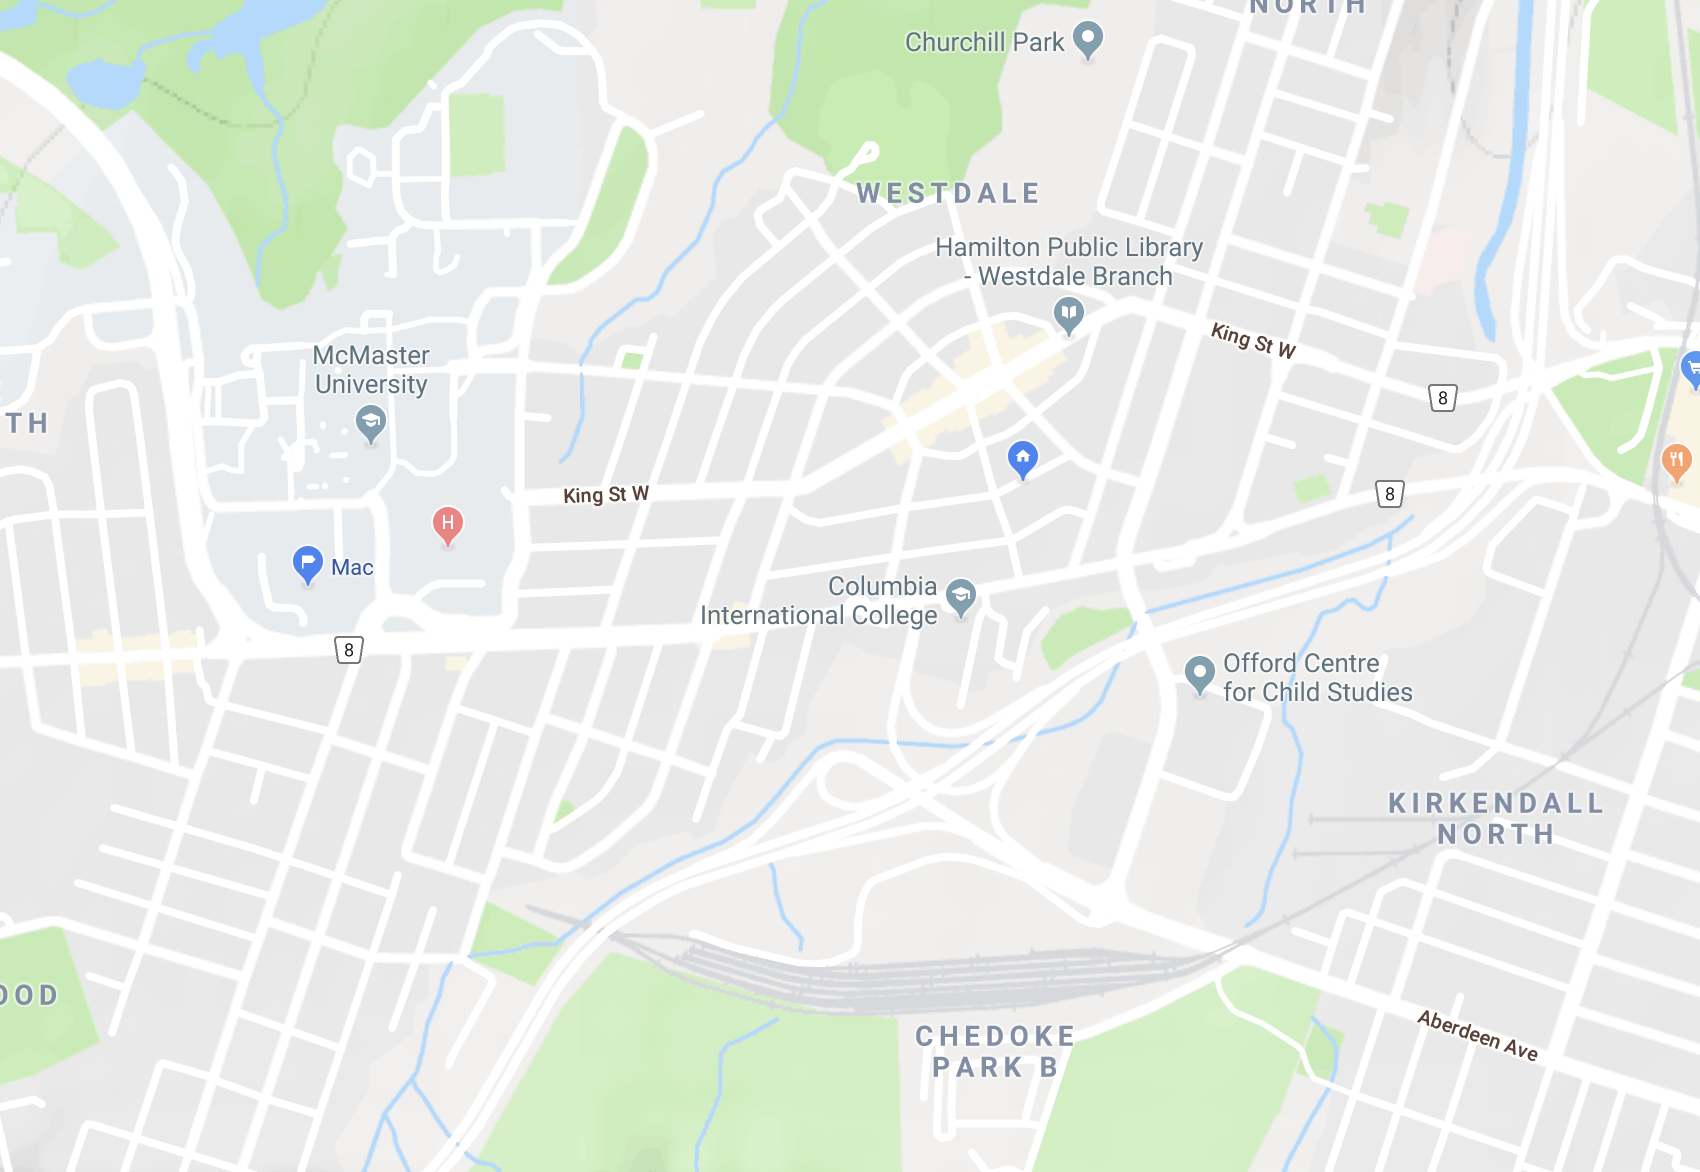 NORTH
Churchill Park
WESTDALE
Hamilton Public Library
- Westdale Branch
King St W
McMaster
University
8
TH
8
King St W
H
Mac
Columbia
International College
8
Offord Centre
for Child Studies
KIRKENDALL
NORTH
OOD
CHEDOKE
PARK B
Aberdeen Ave